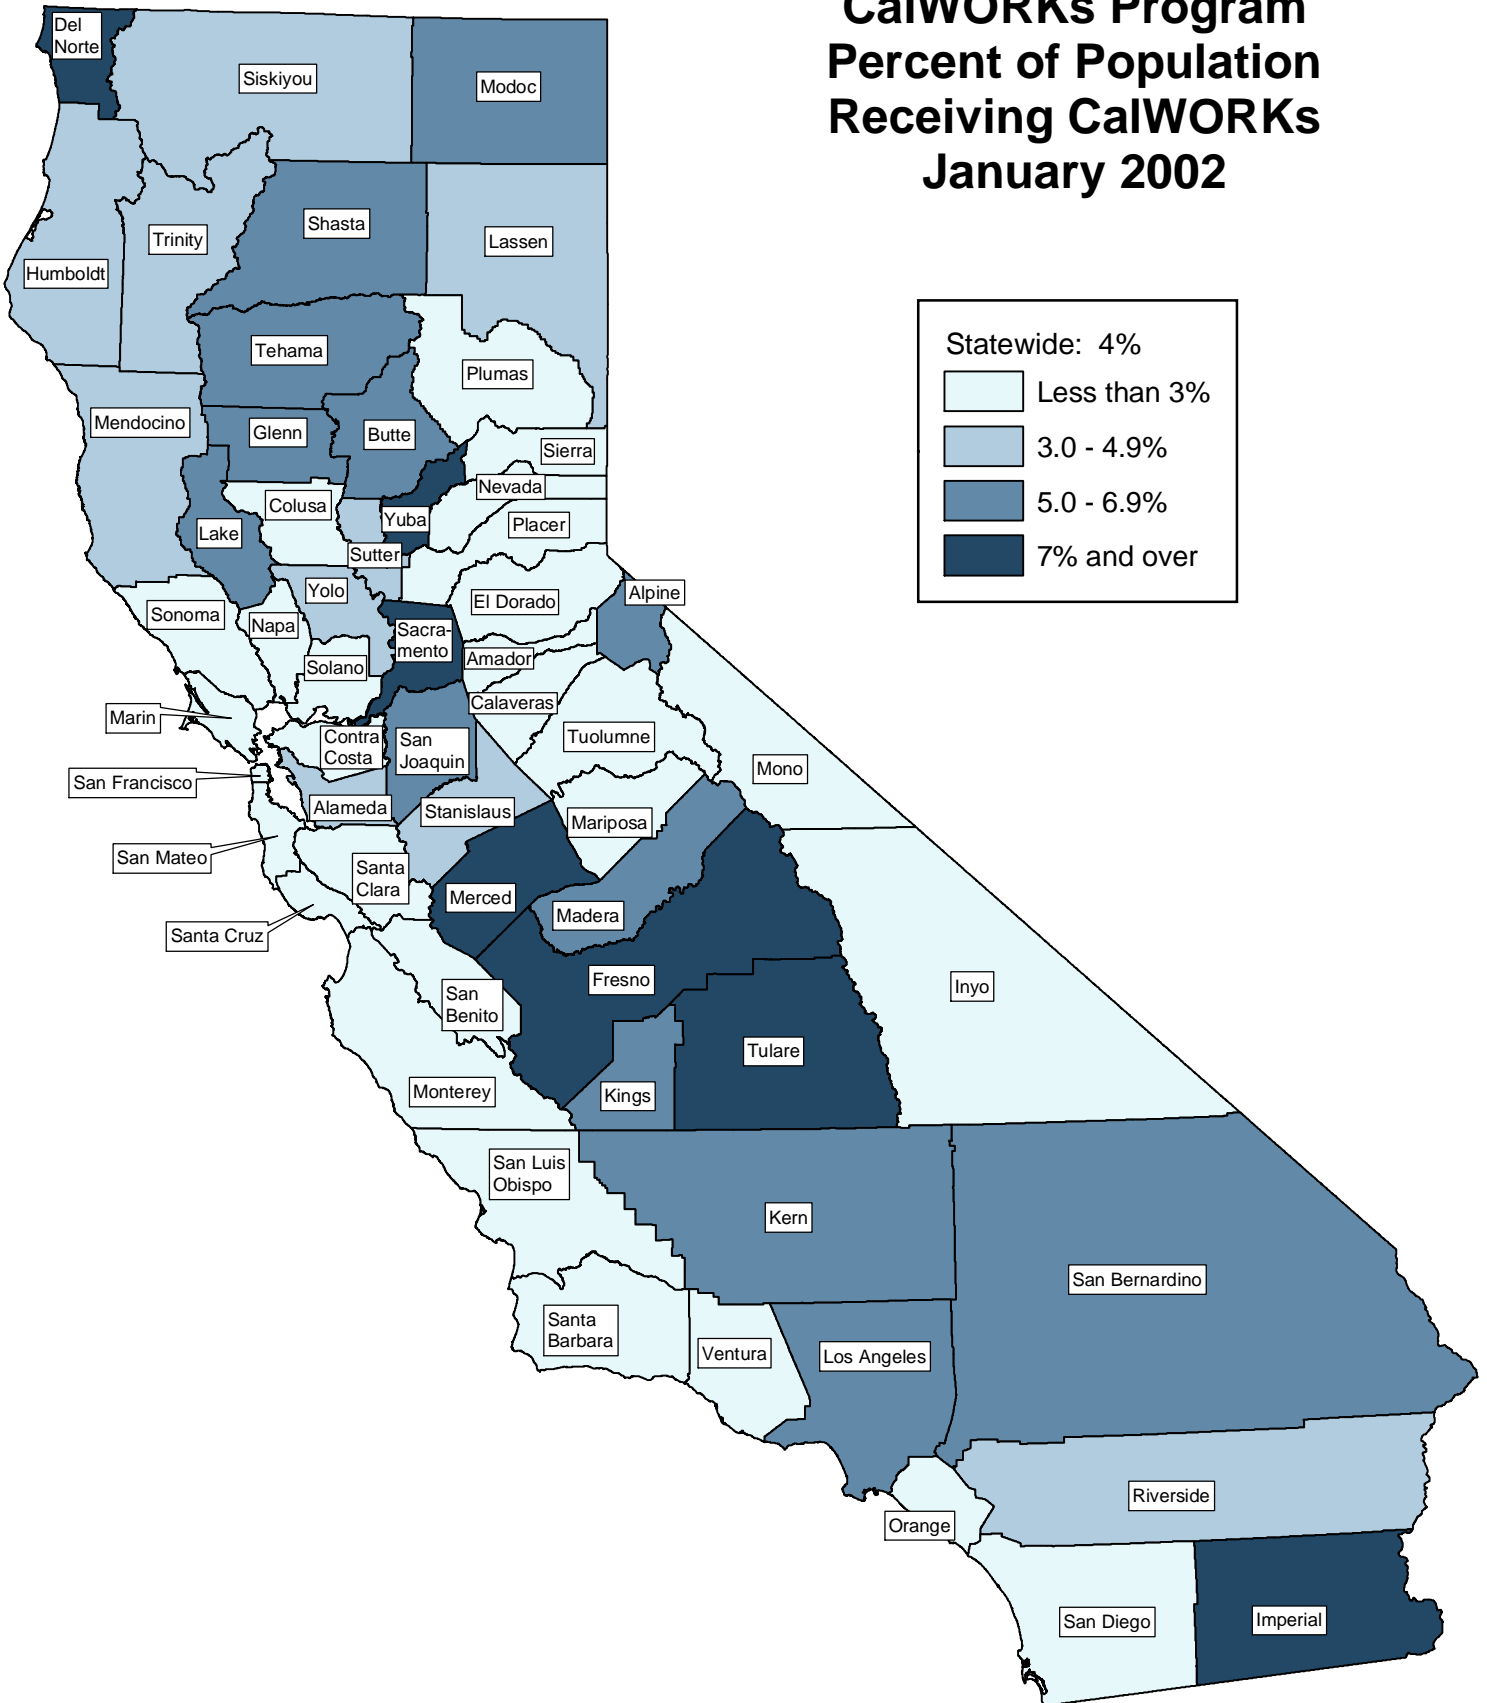 CalWORKs Program
Percent of Population
Receiving CalWORKs
January 2002
Statewide: 4%
Less than 3%
3.0 - 4.9%
5.0 - 6.9%
7% and over
Del
Norte
Siskiyou
Modoc
Shasta
Trinity
Lassen
Humboldt
Tehama
Plumas
Mendocino
Glenn
Butte
Sierra
Nevada
Colusa
Yuba
Placer
Lake
Sutter
Yolo
Alpine
El Dorado
Sonoma
Napa
Sacra-
mento
Solano
Amador
Calaveras
Marin
Contra
Costa
San
Joaquin
Tuolumne
Mono
San Francisco
Alameda
Stanislaus
Mariposa
San Mateo
Santa
Clara
Merced
Madera
Santa Cruz
Fresno
Inyo
San
Benito
Tulare
Monterey
Kings
San Luis
Obispo
Kern
San Bernardino
Santa
Barbara
Ventura
Los Angeles
Riverside
Orange
San Diego
Imperial